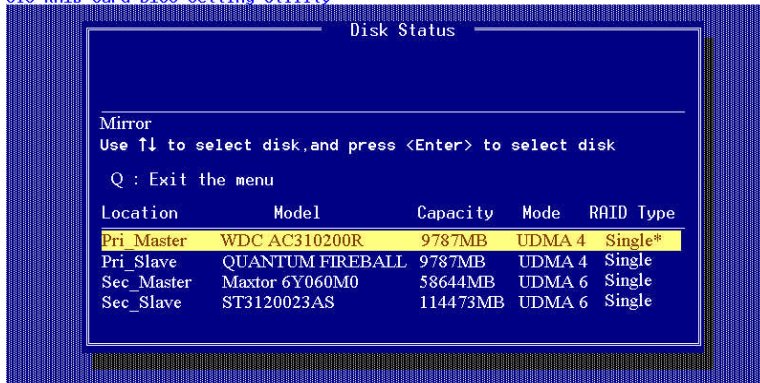 Disk Status
Mirror
Use ↑↓ to select disk,and press <Enter> to select disk
Q : Exit the menu
Location Model Capacity Mode RAID Type
Pri_Master WDC AC310200R 9787MB UDMA 4 Single*
Pri_Slave QUANTUM FIREBALL 9787MB UDMA 4 Single
Sec_Master Maxtor 6Y060M0 58644MB UDMA 6 Single
Sec_Slave ST3120023AS 114473MB UDMA 6 Single